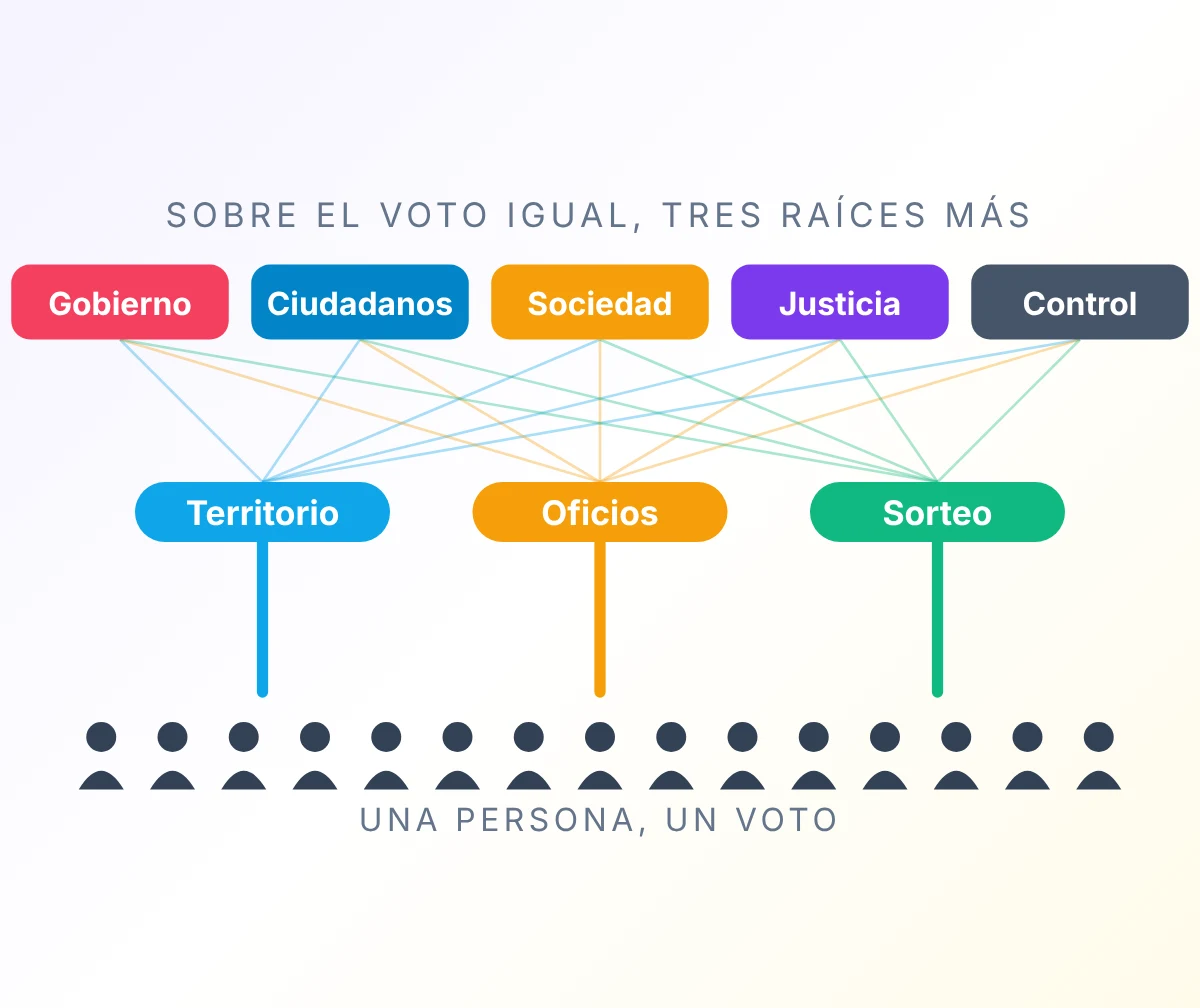 SOBRE EL VOTO IGUAL, TRES RAÍCES MÁS
Gobierno
Ciudadanos
Sociedad
Justicia
Control
Territorio
Oficios
Sorteo
UNA PERSONA, UN VOTO